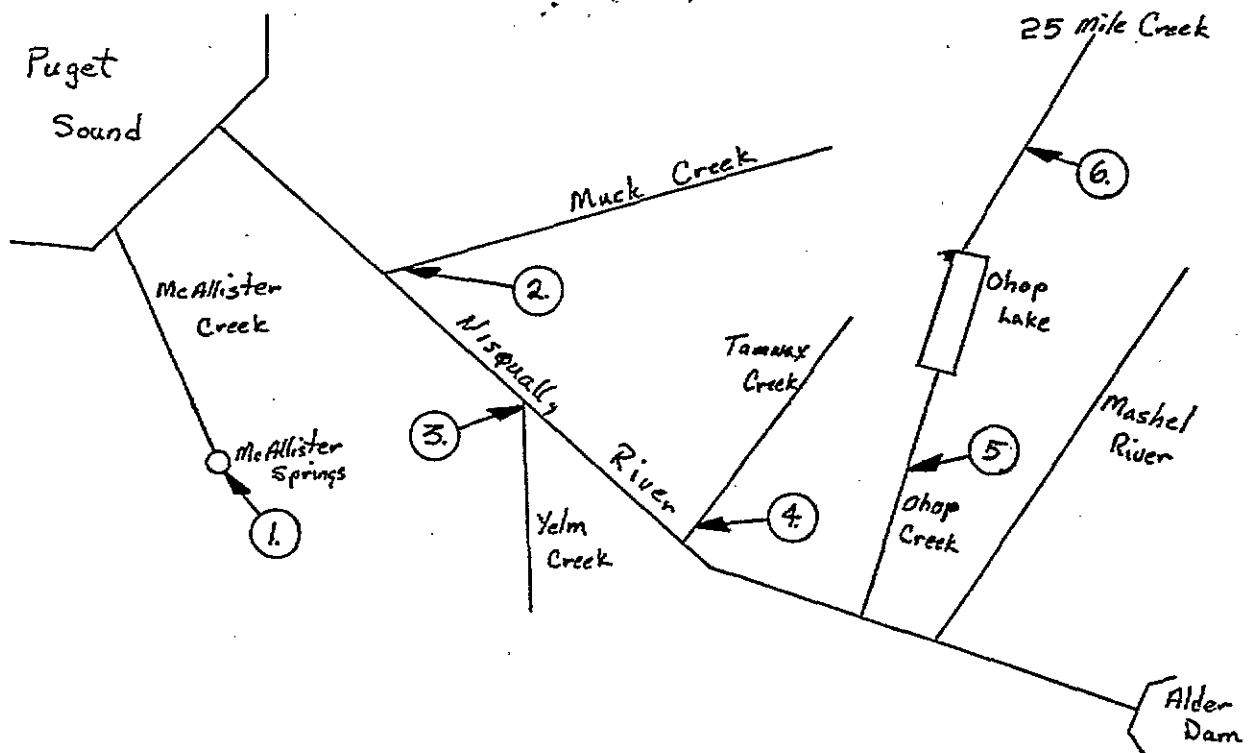 25 Mile Creek
Puget
Sound
Muck Creek
6.
2.
McAllister
Creek
Ohop
Lake
Nisqually
River
Tanwax
Creek
Mashel
River
3.
McAllister
Springs
5
4.
Ohop
Creek
1.
Yelm
Creek
Alder
Dam